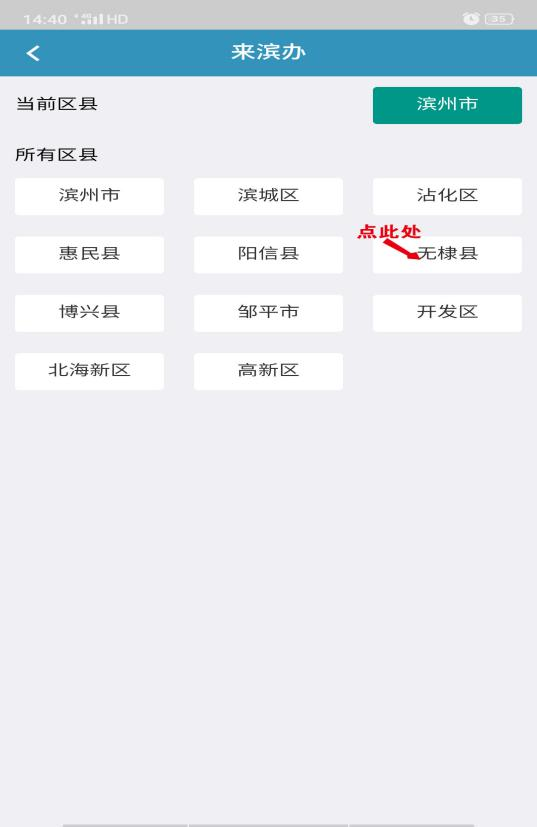 14:40 4G HD 35
来滨办
当前区县 滨州市
所有区县
滨州市 滨城区 沾化区
点此处
惠民县 阳信县 无棣县
博兴县 邹平市 开发区
北海新区 高新区